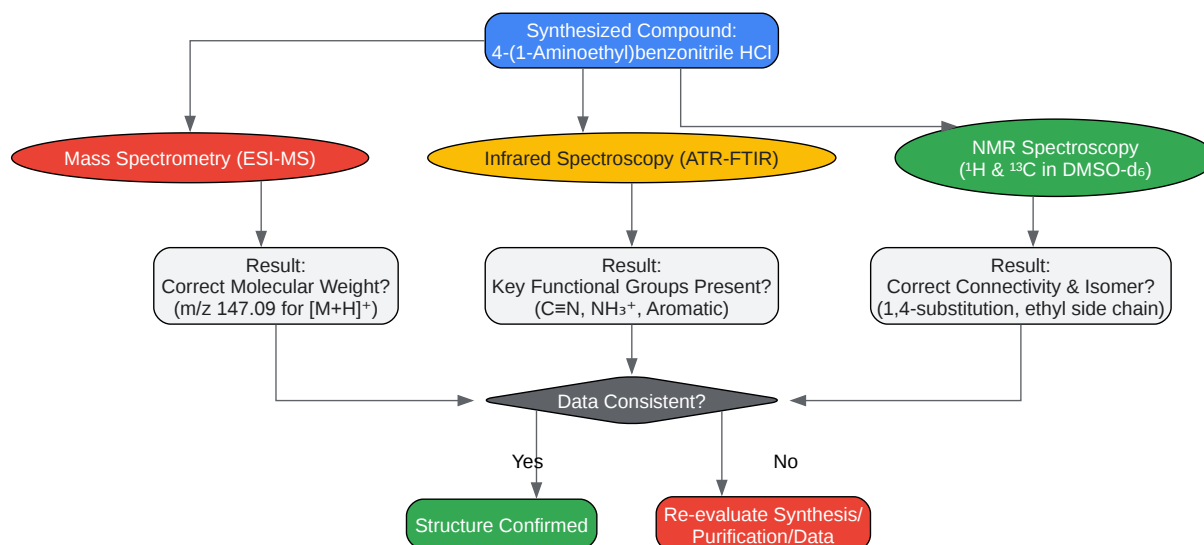 Synthesized Compound:
4-(1-Aminoethyl)benzonitrile HCl
Mass Spectrometry (ESI-MS)
Infrared Spectroscopy (ATR-FTIR)
NMR Spectroscopy
(¹H & ¹³C in DMSO-d₆)
Result:
Correct Molecular Weight?
(m/z 147.09 for [M+H]⁺)
Result:
Key Functional Groups Present?
(C≡N, NH₃⁺, Aromatic)
Result:
Correct Connectivity & Isomer?
(1,4-substitution, ethyl side chain)
Data Consistent?
Yes
No
Structure Confirmed
Re-evaluate Synthesis/
Purification/Data